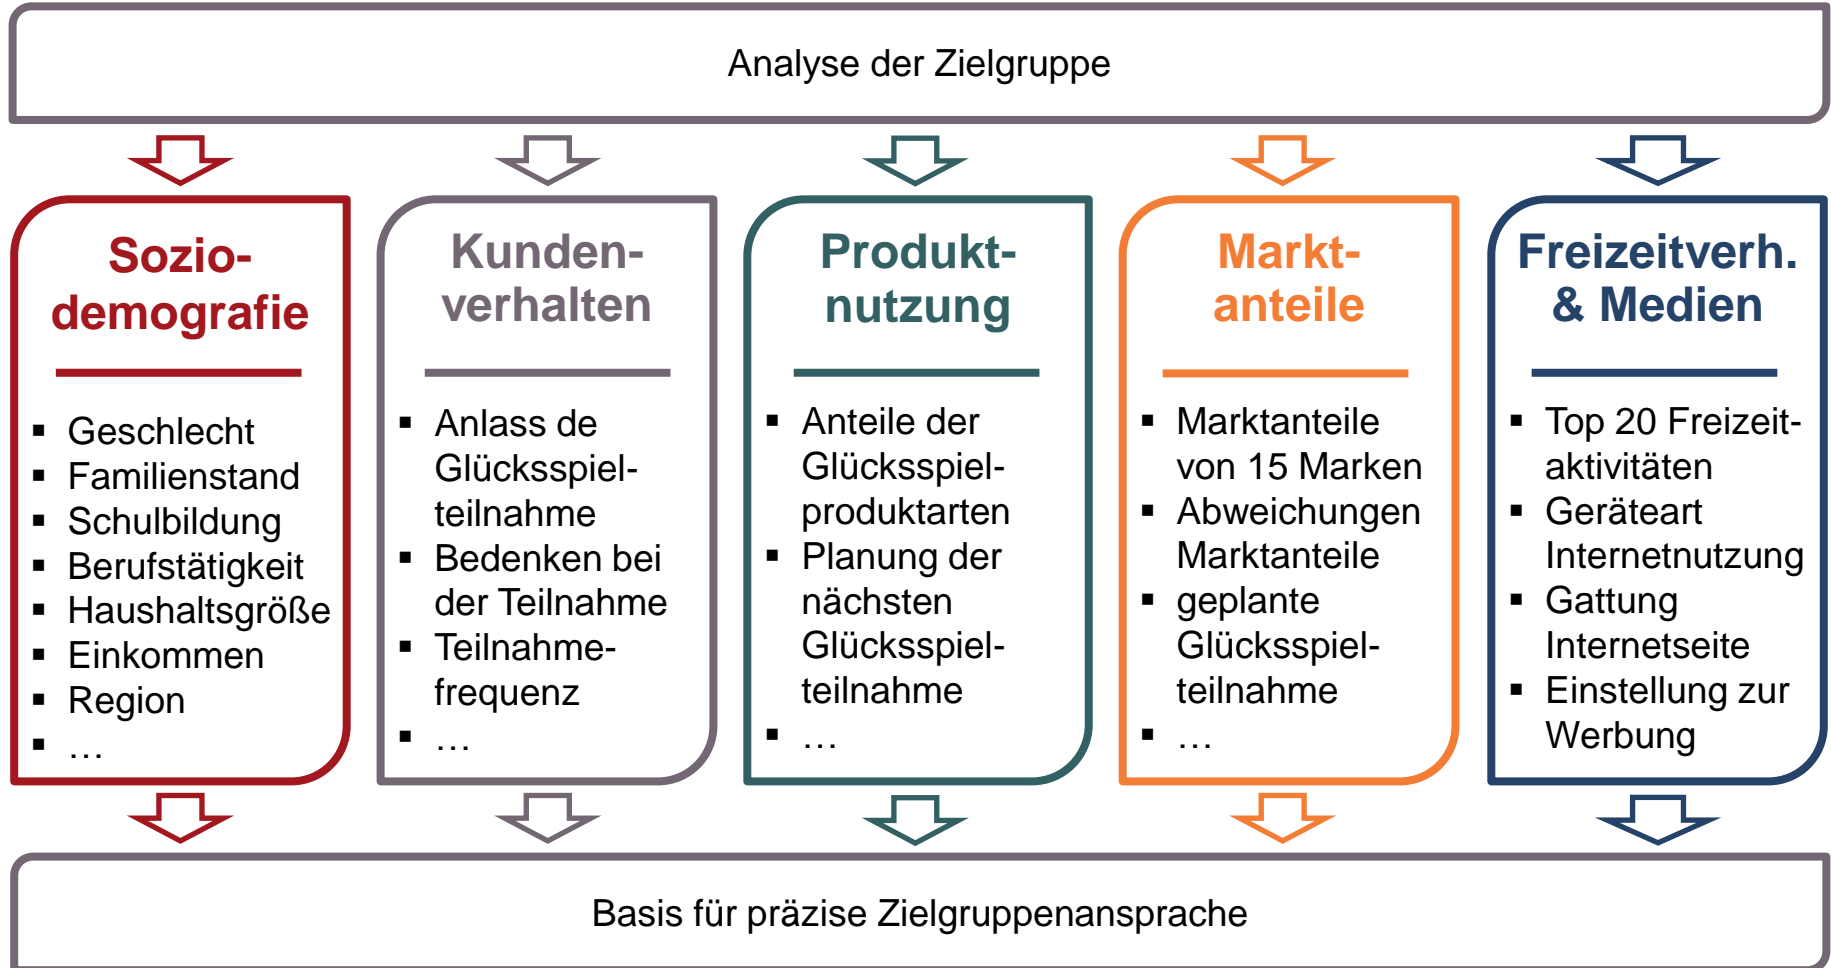 Analyse der Zielgruppe
Sozio-
demografie
▪ Geschlecht
▪ Familienstand
▪ Schulbildung
▪ Berufstätigkeit
▪ Haushaltsgröße
▪ Einkommen
▪ Region
▪ …
Kunden-
verhalten
▪ Anlass de
Glücksspiel-
teilnahme
▪ Bedenken bei
der Teilnahme
▪ Teilnahme-
frequenz
▪ …
Produkt-
nutzung
▪ Anteile der
Glücksspiel-
produktarten
▪ Planung der
nächsten
Glücksspiel-
teilnahme
▪ …
Markt-
anteile
▪ Marktanteile
von 15 Marken
▪ Abweichungen
Marktanteile
▪ geplante
Glücksspiel-
teilnahme
▪ …
Freizeitverh.
& Medien
▪ Top 20 Freizeit-
aktivitäten
▪ Geräteart
Internetnutzung
▪ Gattung
Internetseite
▪ Einstellung zur
Werbung
Basis für präzise Zielgruppenansprache